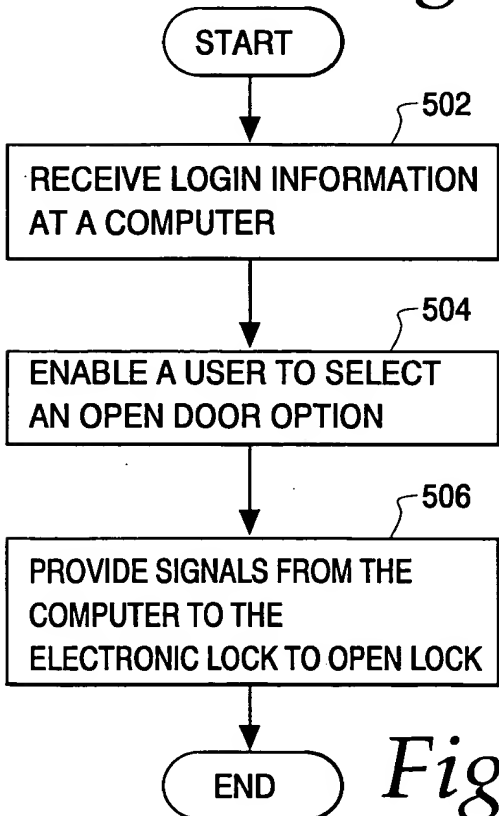 START
502
RECEIVE LOGIN INFORMATION
AT A COMPUTER
504
ENABLE A USER TO SELECT
AN OPEN DOOR OPTION
506
PROVIDE SIGNALS FROM THE
COMPUTER TO THE
ELECTRONIC LOCK TO OPEN LOCK
END
Fig